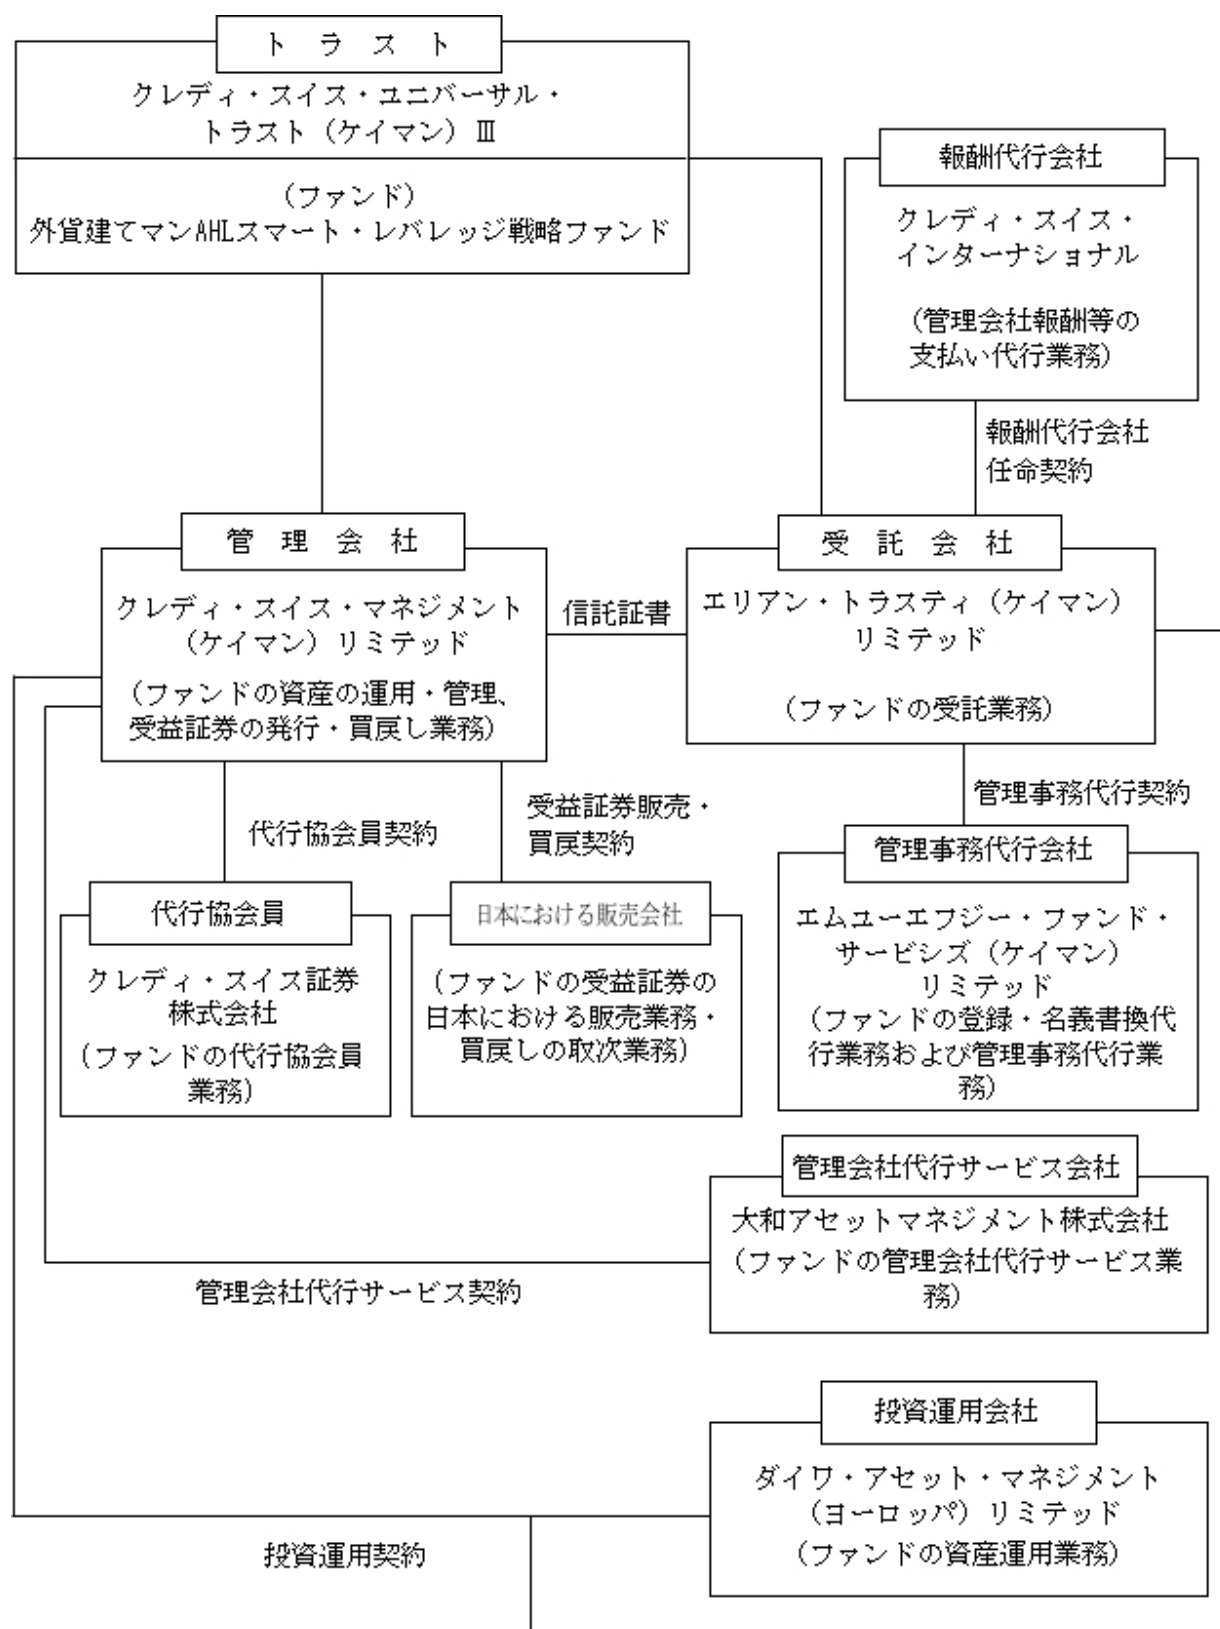 トラスト
クレディ・スイス・ユニバーサル・
トラスト（ケイマン）Ⅲ
（ファンド）
外貨建てマンAHLスマート・レバレッジ戦略ファンド
報酬代行会社
クレディ・スイス・
インターナショナル
（管理会社報酬等の
支払い代行業務）
報酬代行会社
任命契約
管理会社
クレディ・スイス・マネジメント
（ケイマン）リミテッド
（ファンドの資産の運用・管理、
受益証券の発行・買戻し業務）
信託証書
受託会社
エリアン・トラスティ（ケイマン）
リミテッド
（ファンドの受託業務）
代行協会員契約
受益証券販売・
買戻契約
管理事務代行契約
代行協会員
クレディ・スイス証券
株式会社
（ファンドの代行協会員
業務）
日本における販売会社
（ファンドの受益証券の
日本における販売業務・
買戻しの取次業務）
管理事務代行会社
エムユーエフジー・ファンド・
サービシズ（ケイマン）
リミテッド
（ファンドの登録・名義書換代
行業務および管理事務代行業
務）
管理会社代行サービス会社
大和アセットマネジメント株式会社
（ファンドの管理会社代行サービス業
務）
管理会社代行サービス契約
投資運用会社
ダイワ・アセット・マネジメント
（ヨーロッパ）リミテッド
（ファンドの資産運用業務）
投資運用契約